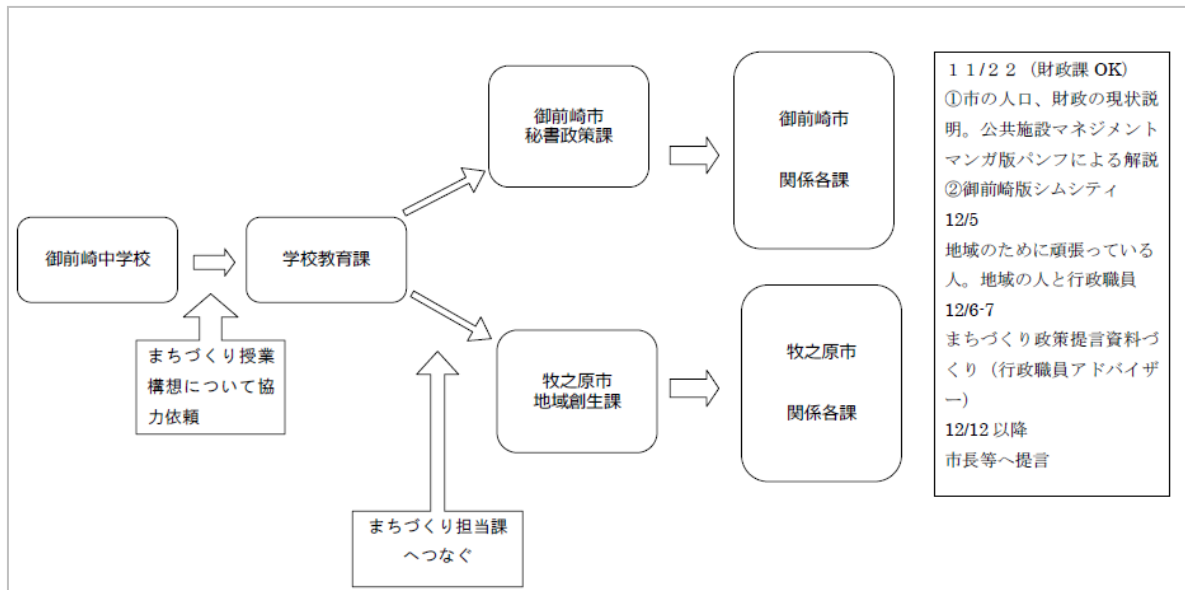 御前崎中学校
まちづくり授業
構想について協
力依頼
学校教育課
まちづくり担当課
へつなぐ
御前崎市
秘書政策課
牧之原市
地域創生課
御前崎市
関係各課
牧之原市
関係各課
１１/２２（財政課 OK）
①市の人口、財政の現状説
明。公共施設マネジメント
マンガ版パンフによる解説
②御前崎版シムシティ
12/5
地域のために頑張っている
人。地域の人と行政職員
12/6-7
まちづくり政策提言資料づ
くり（行政職員アドバイザ
ー）
12/12 以降
市長等へ提言